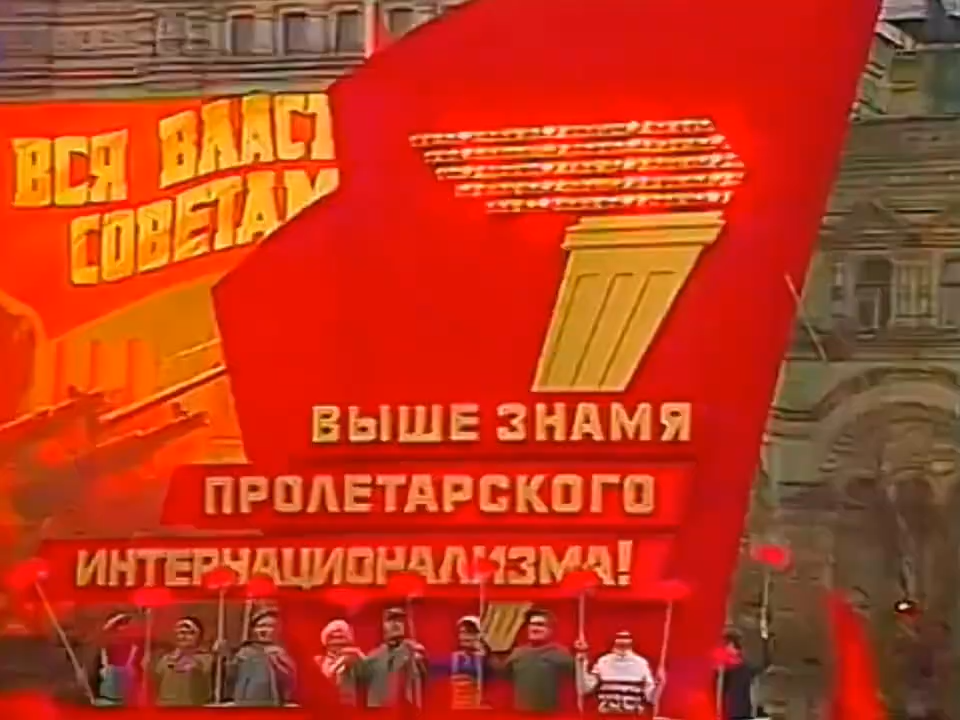 ВСЯ ВЛАСТ
СОВЕТАМ
ВЫШЕ ЗНАМЯ
ПРОЛЕТАРСКОГО
ИНТЕРНАЦИОНАЛИЗМА!